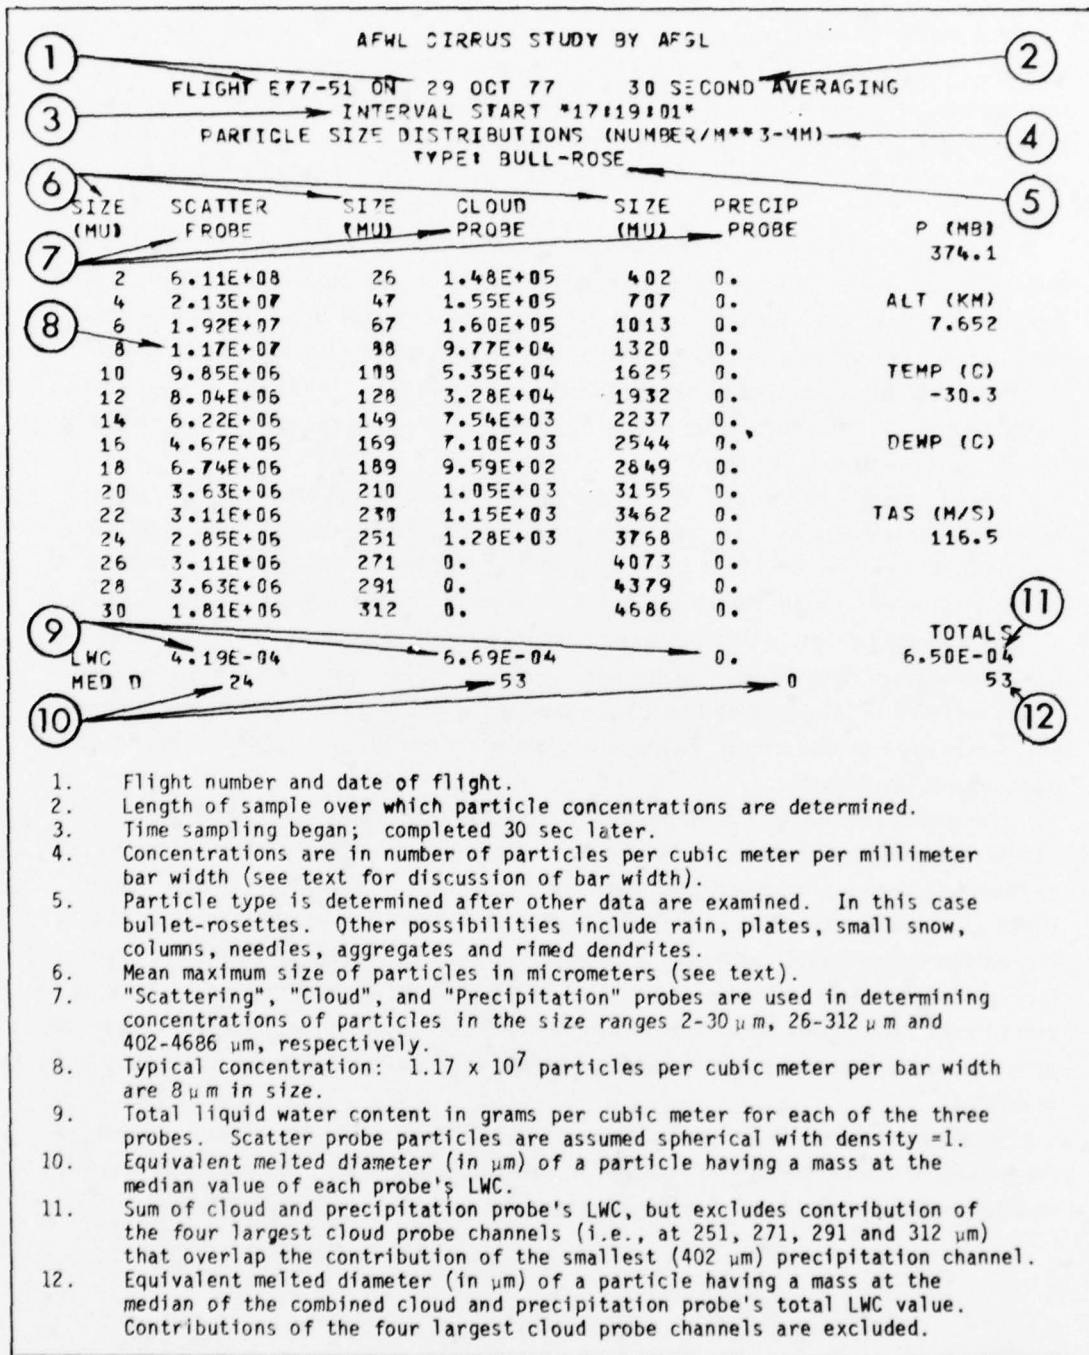 AFWL CIRRUS STUDY BY AFGL
1 2
FLIGHT E77-51 ON 29 OCT 77 30 SECOND AVERAGING
3 INTERVAL START *17:19:01*
PARTICLE SIZE DISTRIBUTIONS (NUMBER/M**3-MM) 4
TYPE: BULL-ROSE
6 5
SIZE SCATTER SIZE CLOUD SIZE PRECIP
(MU) PROBE (MU) PROBE (MU) PROBE P (MB)
7 374.1
2 6.11E+08 26 1.48E+05 402 0.
4 2.13E+07 47 1.55E+05 707 0. ALT (KM)
8 6 1.92E+07 67 1.60E+05 1013 0. 7.652
8 1.17E+07 88 9.77E+04 1320 0.
10 9.85E+06 108 5.35E+04 1625 0. TEMP (C)
12 8.04E+06 128 3.28E+04 1932 0. -30.3
14 6.22E+06 149 7.54E+03 2237 0.
16 4.67E+06 169 7.10E+03 2544 0. DEWP (C)
18 6.74E+06 189 9.59E+02 2849 0.
20 3.63E+06 210 1.05E+03 3155 0.
22 3.11E+06 230 1.15E+03 3462 0. TAS (M/S)
24 2.85E+06 251 1.28E+03 3768 0. 116.5
26 3.11E+06 271 0. 4073 0.
28 3.63E+06 291 0. 4379 0.
30 1.81E+06 312 0. 4686 0. 11
9 TOTALS
LWC 4.19E-04 6.69E-04 0. 6.50E-04
MED D 24 53 0 53
10 12
1. Flight number and date of flight.
2. Length of sample over which particle concentrations are determined.
3. Time sampling began; completed 30 sec later.
4. Concentrations are in number of particles per cubic meter per millimeter
bar width (see text for discussion of bar width).
5. Particle type is determined after other data are examined. In this case
bullet-rosettes. Other possibilities include rain, plates, small snow,
columns, needles, aggregates and rimed dendrites.
6. Mean maximum size of particles in micrometers (see text).
7. "Scattering", "Cloud", and "Precipitation" probes are used in determining
concentrations of particles in the size ranges 2-30 μm, 26-312 μm and
402-4686 μm, respectively.
8. Typical concentration: 1.17 x 10⁷ particles per cubic meter per bar width
are 8 μm in size.
9. Total liquid water content in grams per cubic meter for each of the three
probes. Scatter probe particles are assumed spherical with density =1.
10. Equivalent melted diameter (in μm) of a particle having a mass at the
median value of each probe's LWC.
11. Sum of cloud and precipitation probe's LWC, but excludes contribution of
the four largest cloud probe channels (i.e., at 251, 271, 291 and 312 μm)
that overlap the contribution of the smallest (402 μm) precipitation channel.
12. Equivalent melted diameter (in μm) of a particle having a mass at the
median of the combined cloud and precipitation probe's total LWC value.
Contributions of the four largest cloud probe channels are excluded.